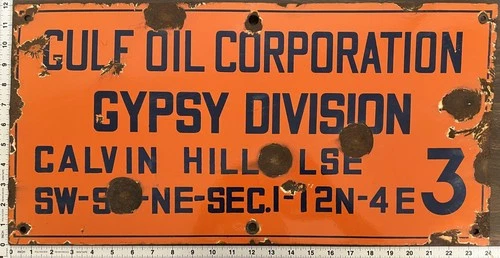 GULF OIL CORPORATION
GYPSY DIVISION
CALVIN HILL LSE
SW-S -NE-SEC.1-12N-4E 3